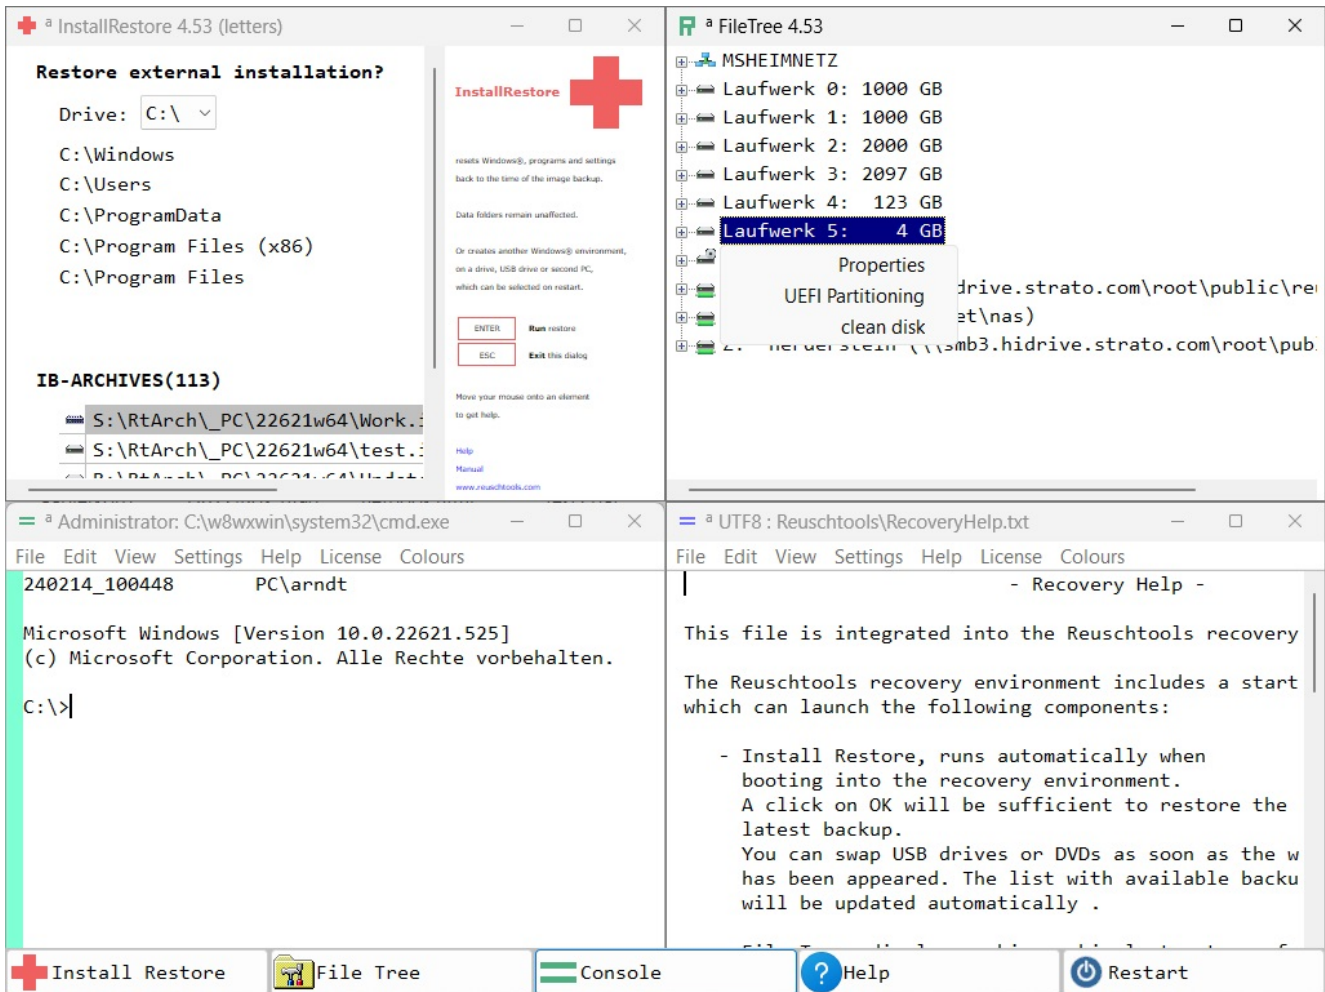 ª InstallRestore 4.53 (letters)
Restore external installation?
Drive: C:\
C:\Windows
C:\Users
C:\ProgramData
C:\Program Files (x86)
C:\Program Files
IB-ARCHIVES(113)
S:\RtArch\_PC\22621w64\Work.i
S:\RtArch\_PC\22621w64\test.i
InstallRestore
resets Windows®, programs and settings
back to the time of the image backup.
Data folders remain unaffected.
Or creates another Windows® environment,
on a drive, USB drive or second PC,
which can be selected on restart.
ENTER Run restore
ESC Exit this dialog
Move your mouse onto an element
to get help.
Help
Manual
www.reuschtools.com
ª FileTree 4.53
MSHEIMNETZ
Laufwerk 0: 1000 GB
Laufwerk 1: 1000 GB
Laufwerk 2: 2000 GB
Laufwerk 3: 2097 GB
Laufwerk 4: 123 GB
Laufwerk 5: 4 GB
Properties
UEFI Partitioning
clean disk
drive.strato.com\root\public\reu
et\nas)
Z: Herderstein (\\smb3.hidrive.strato.com\root\pub
ª Administrator: C:\w8wxwin\system32\cmd.exe
File Edit View Settings Help License Colours
240214_100448 PC\arndt
Microsoft Windows [Version 10.0.22621.525]
(c) Microsoft Corporation. Alle Rechte vorbehalten.
C:\>
ª UTF8 : Reuschtools\RecoveryHelp.txt
File Edit View Settings Help License Colours
- Recovery Help -
This file is integrated into the Reuschtools recovery
The Reuschtools recovery environment includes a start
which can launch the following components:
- Install Restore, runs automatically when
booting into the recovery environment.
A click on OK will be sufficient to restore the
latest backup.
You can swap USB drives or DVDs as soon as the w
has been appeared. The list with available backu
will be updated automatically .
Install Restore
File Tree
Console
Help
Restart